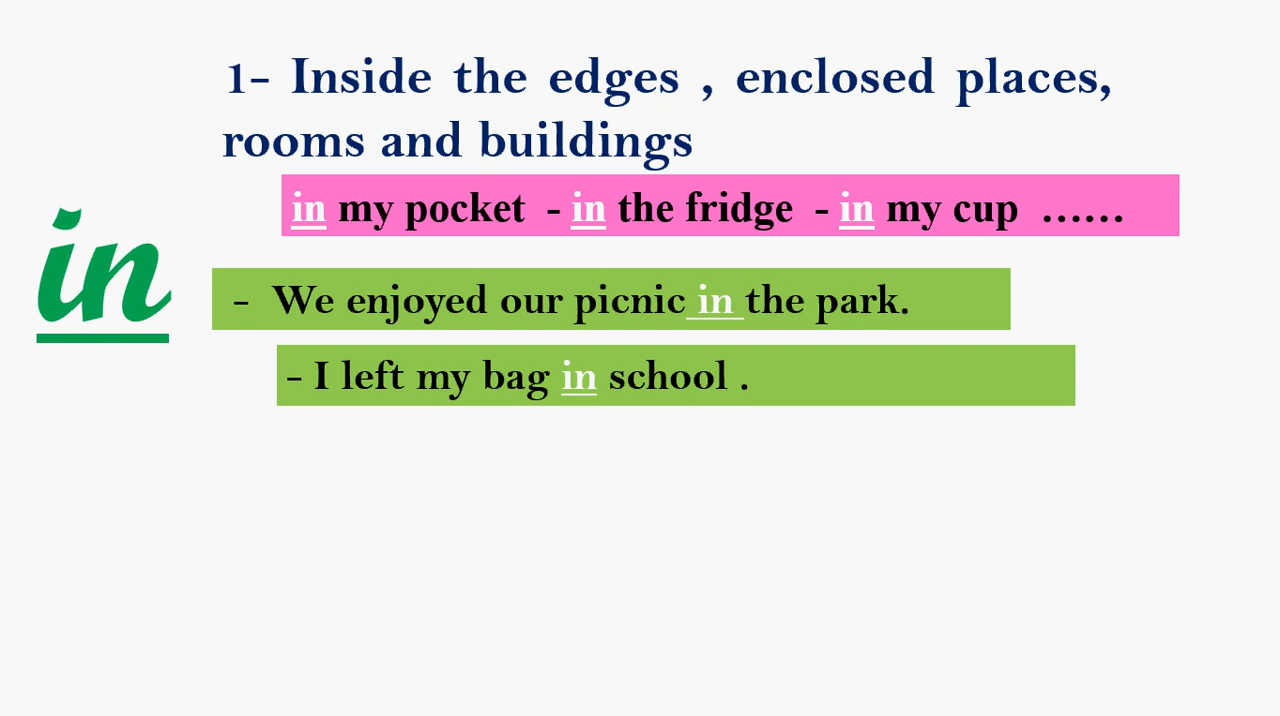 1- Inside the edges , enclosed places,
rooms and buildings
in my pocket - in the fridge - in my cup ……
in
- We enjoyed our picnic in the park.
- I left my bag in school .